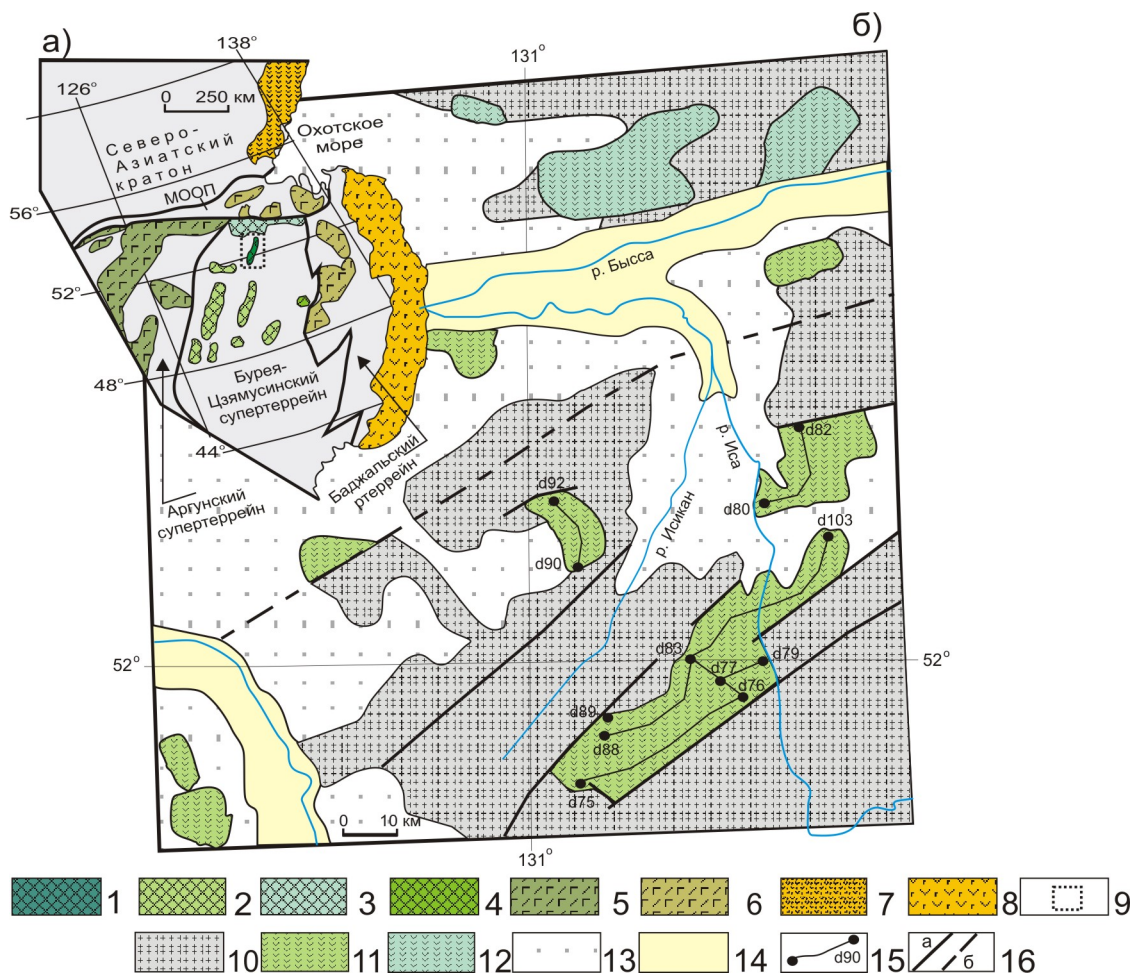 а)
б)
138°
131°
126°
0 250 км
Охотское
море
Северо-
Азиатский
кратон
МООП
56°
р. Бысса
52°
48°
Бурея-
Цзямусинский
супертеррейн
44°
Баджальский
ртеррейн
Аргунский
супертеррейн
р. Иса
р. Исикан
d82
d92
d80
d103
d90
52°
d83
d79
52°
d77
d76
d89
d88
d75
0 10 км
131°
1 2 3 4 5 6 7 8 9
10 11 12 13 14 d90 15 а б 16